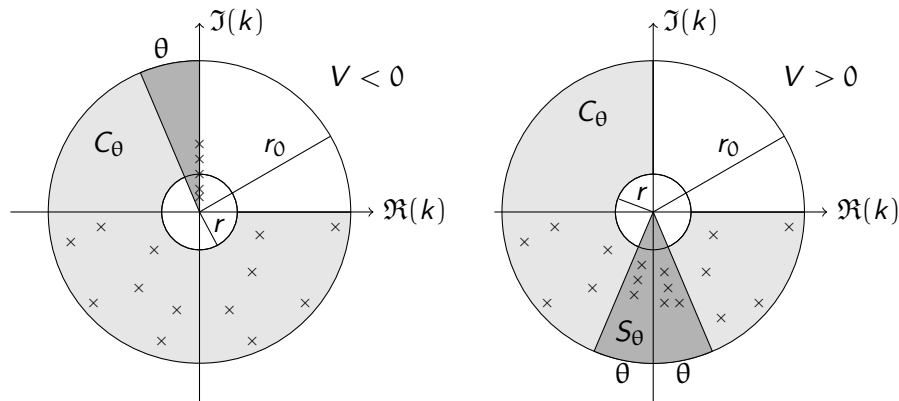 ℑ(k)
θ
V < 0
C_θ
r_0
r
ℜ(k)
ℑ(k)
V > 0
C_θ
r_0
r
ℜ(k)
S_θ
θ θ